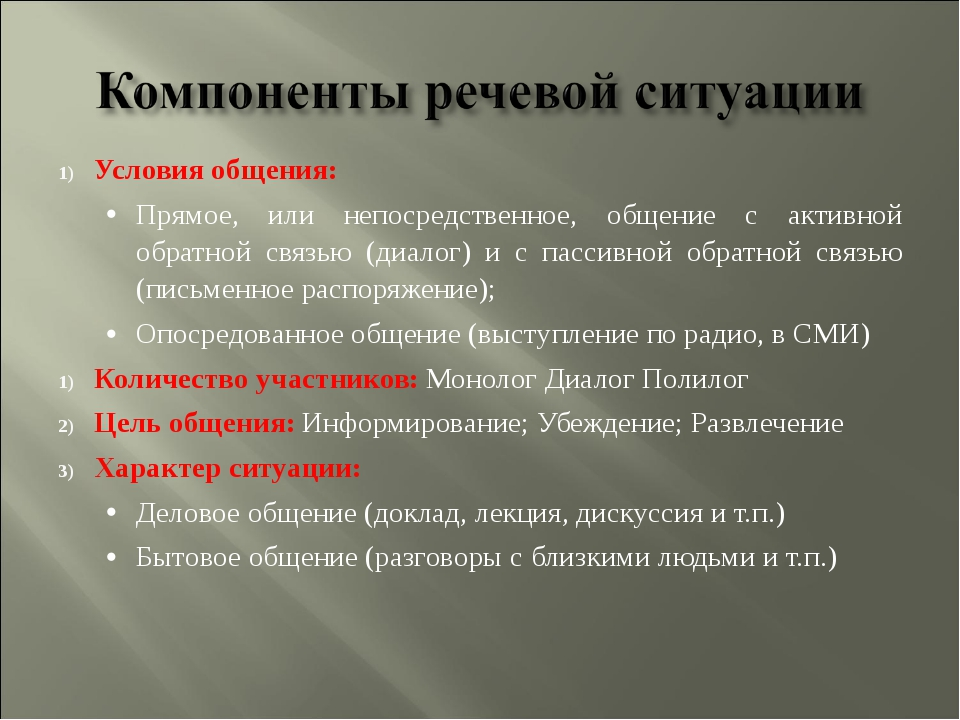 Компоненты речевой ситуации
1) Условия общения:
• Прямое, или непосредственное, общение с активной
обратной связью (диалог) и с пассивной обратной связью
(письменное распоряжение);
• Опосредованное общение (выступление по радио, в СМИ)
1) Количество участников: Монолог Диалог Полилог
2) Цель общения: Информирование; Убеждение; Развлечение
3) Характер ситуации:
• Деловое общение (доклад, лекция, дискуссия и т.п.)
• Бытовое общение (разговоры с близкими людьми и т.п.)